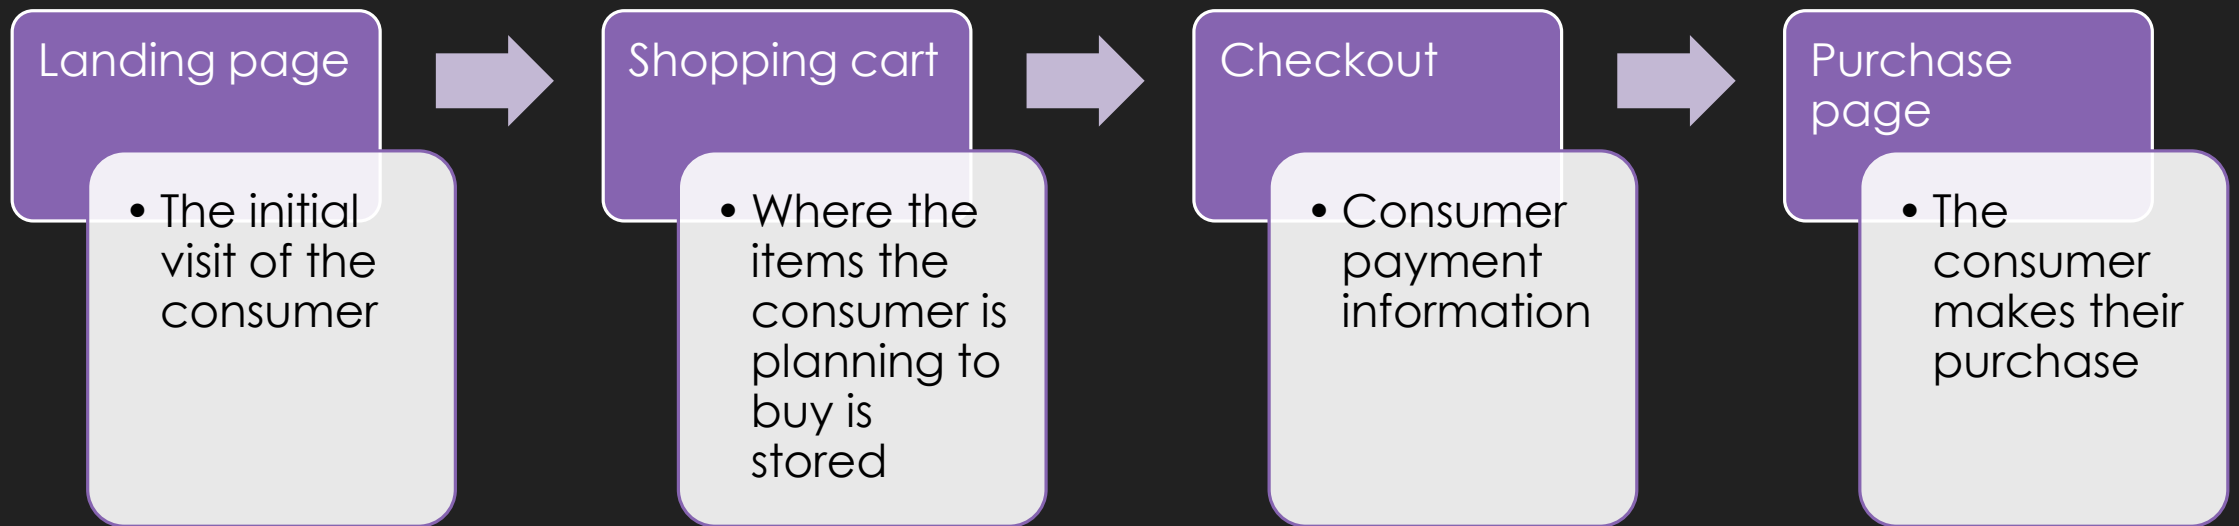 Landing page
• The initial
visit of the
consumer
Shopping cart
• Where the
items the
consumer is
planning to
buy is
stored
Checkout
• Consumer
payment
information
Purchase
page
• The
consumer
makes their
purchase